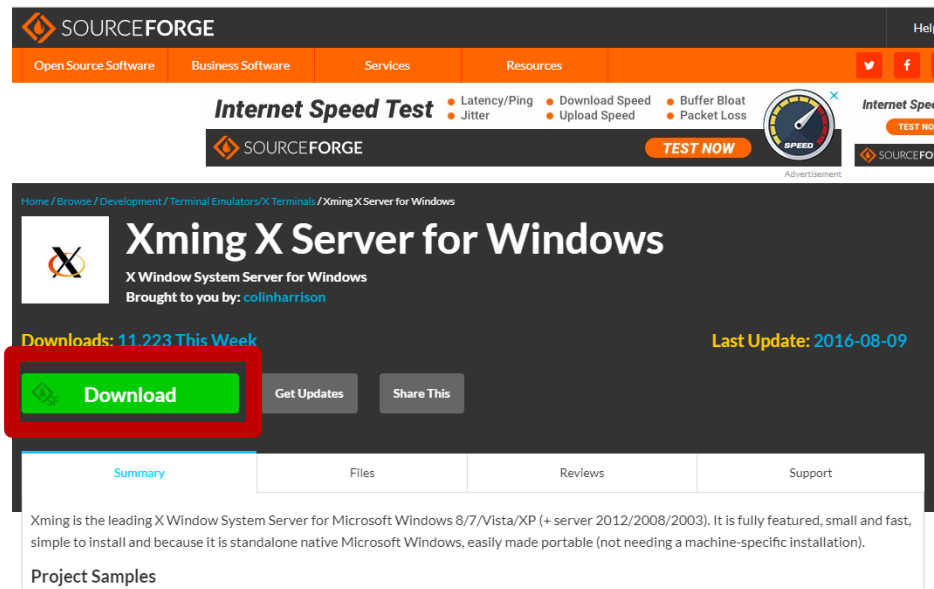 SOURCEFORGE
Help
Open Source Software Business Software Services Resources
Internet Speed Test
Latency/Ping Download Speed Buffer Bloat
Jitter Upload Speed Packet Loss
SOURCEFORGE TEST NOW
SPEED
Internet Spee
TEST NO
SOURCEFO
Advertisement
Home / Browse / Development / Terminal Emulators/X Terminals / Xming X Server for Windows
Xming X Server for Windows
X Window System Server for Windows
Brought to you by: colinharrison
Downloads: 11,223 This Week Last Update: 2016-08-09
SF Download Get Updates Share This
Summary Files Reviews Support
Xming is the leading X Window System Server for Microsoft Windows 8/7/Vista/XP (+ server 2012/2008/2003). It is fully featured, small and fast,
simple to install and because it is standalone native Microsoft Windows, easily made portable (not needing a machine-specific installation).
Project Samples